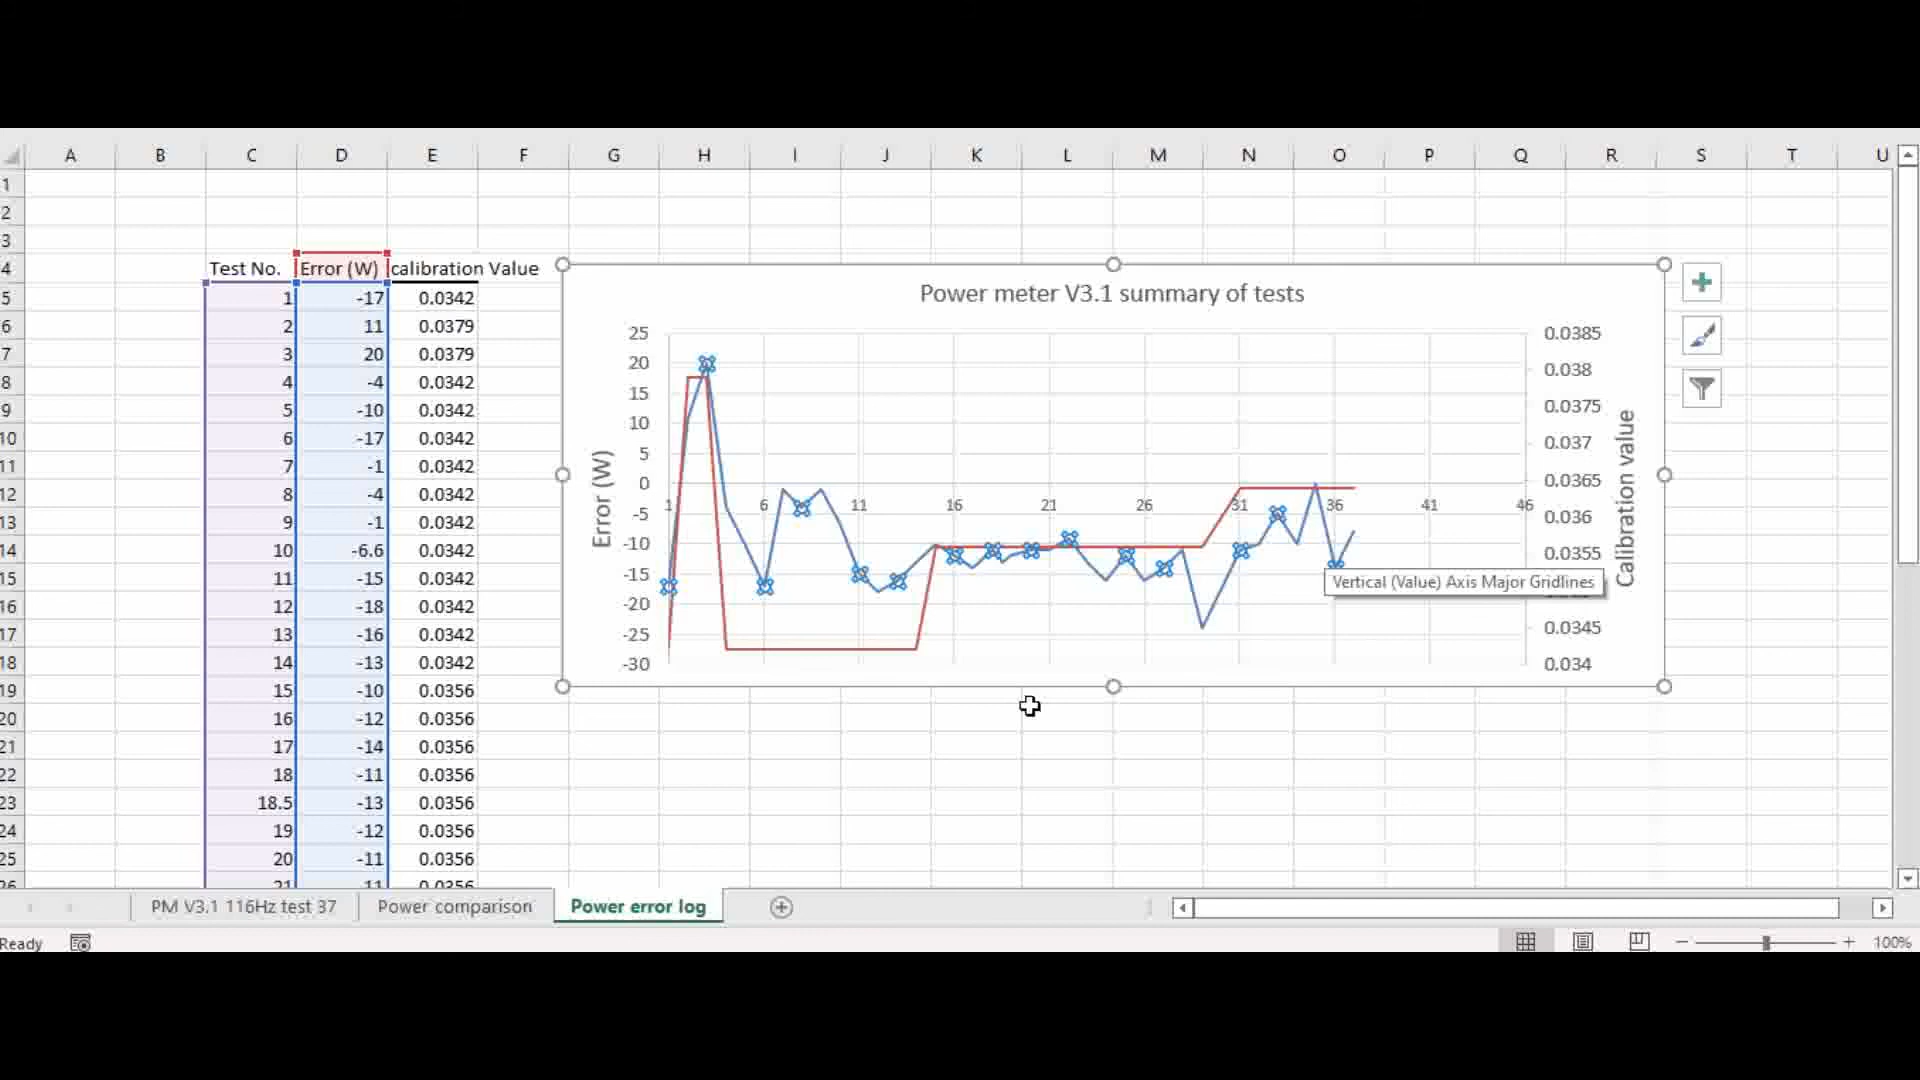 A B C D E F G H I J K L M N O P Q R S T U
1
2
3
4 Test No. Error (W) calibration Value
5 1 -17 0.0342
6 2 11 0.0379
7 3 20 0.0379
8 4 -4 0.0342
9 5 -10 0.0342
10 6 -17 0.0342
11 7 -1 0.0342
12 8 -4 0.0342
13 9 -1 0.0342
14 10 -6.6 0.0342
15 11 -15 0.0342
16 12 -18 0.0342
17 13 -16 0.0342
18 14 -13 0.0342
19 15 -10 0.0356
20 16 -12 0.0356
21 17 -14 0.0356
22 18 -11 0.0356
23 18.5 -13 0.0356
24 19 -12 0.0356
25 20 -11 0.0356
26 21 11 0.0356
Power meter V3.1 summary of tests
25
20
15
10
5
0
-5
-10
-15
-20
-25
-30
Error (W)
1 6 11 16 21 26 31 36 41 46
0.0385
0.038
0.0375
0.037
0.0365
0.036
0.0355
0.0345
0.034
Calibration value
Vertical (Value) Axis Major Gridlines
PM V3.1 116Hz test 37 Power comparison Power error log
Ready 100%